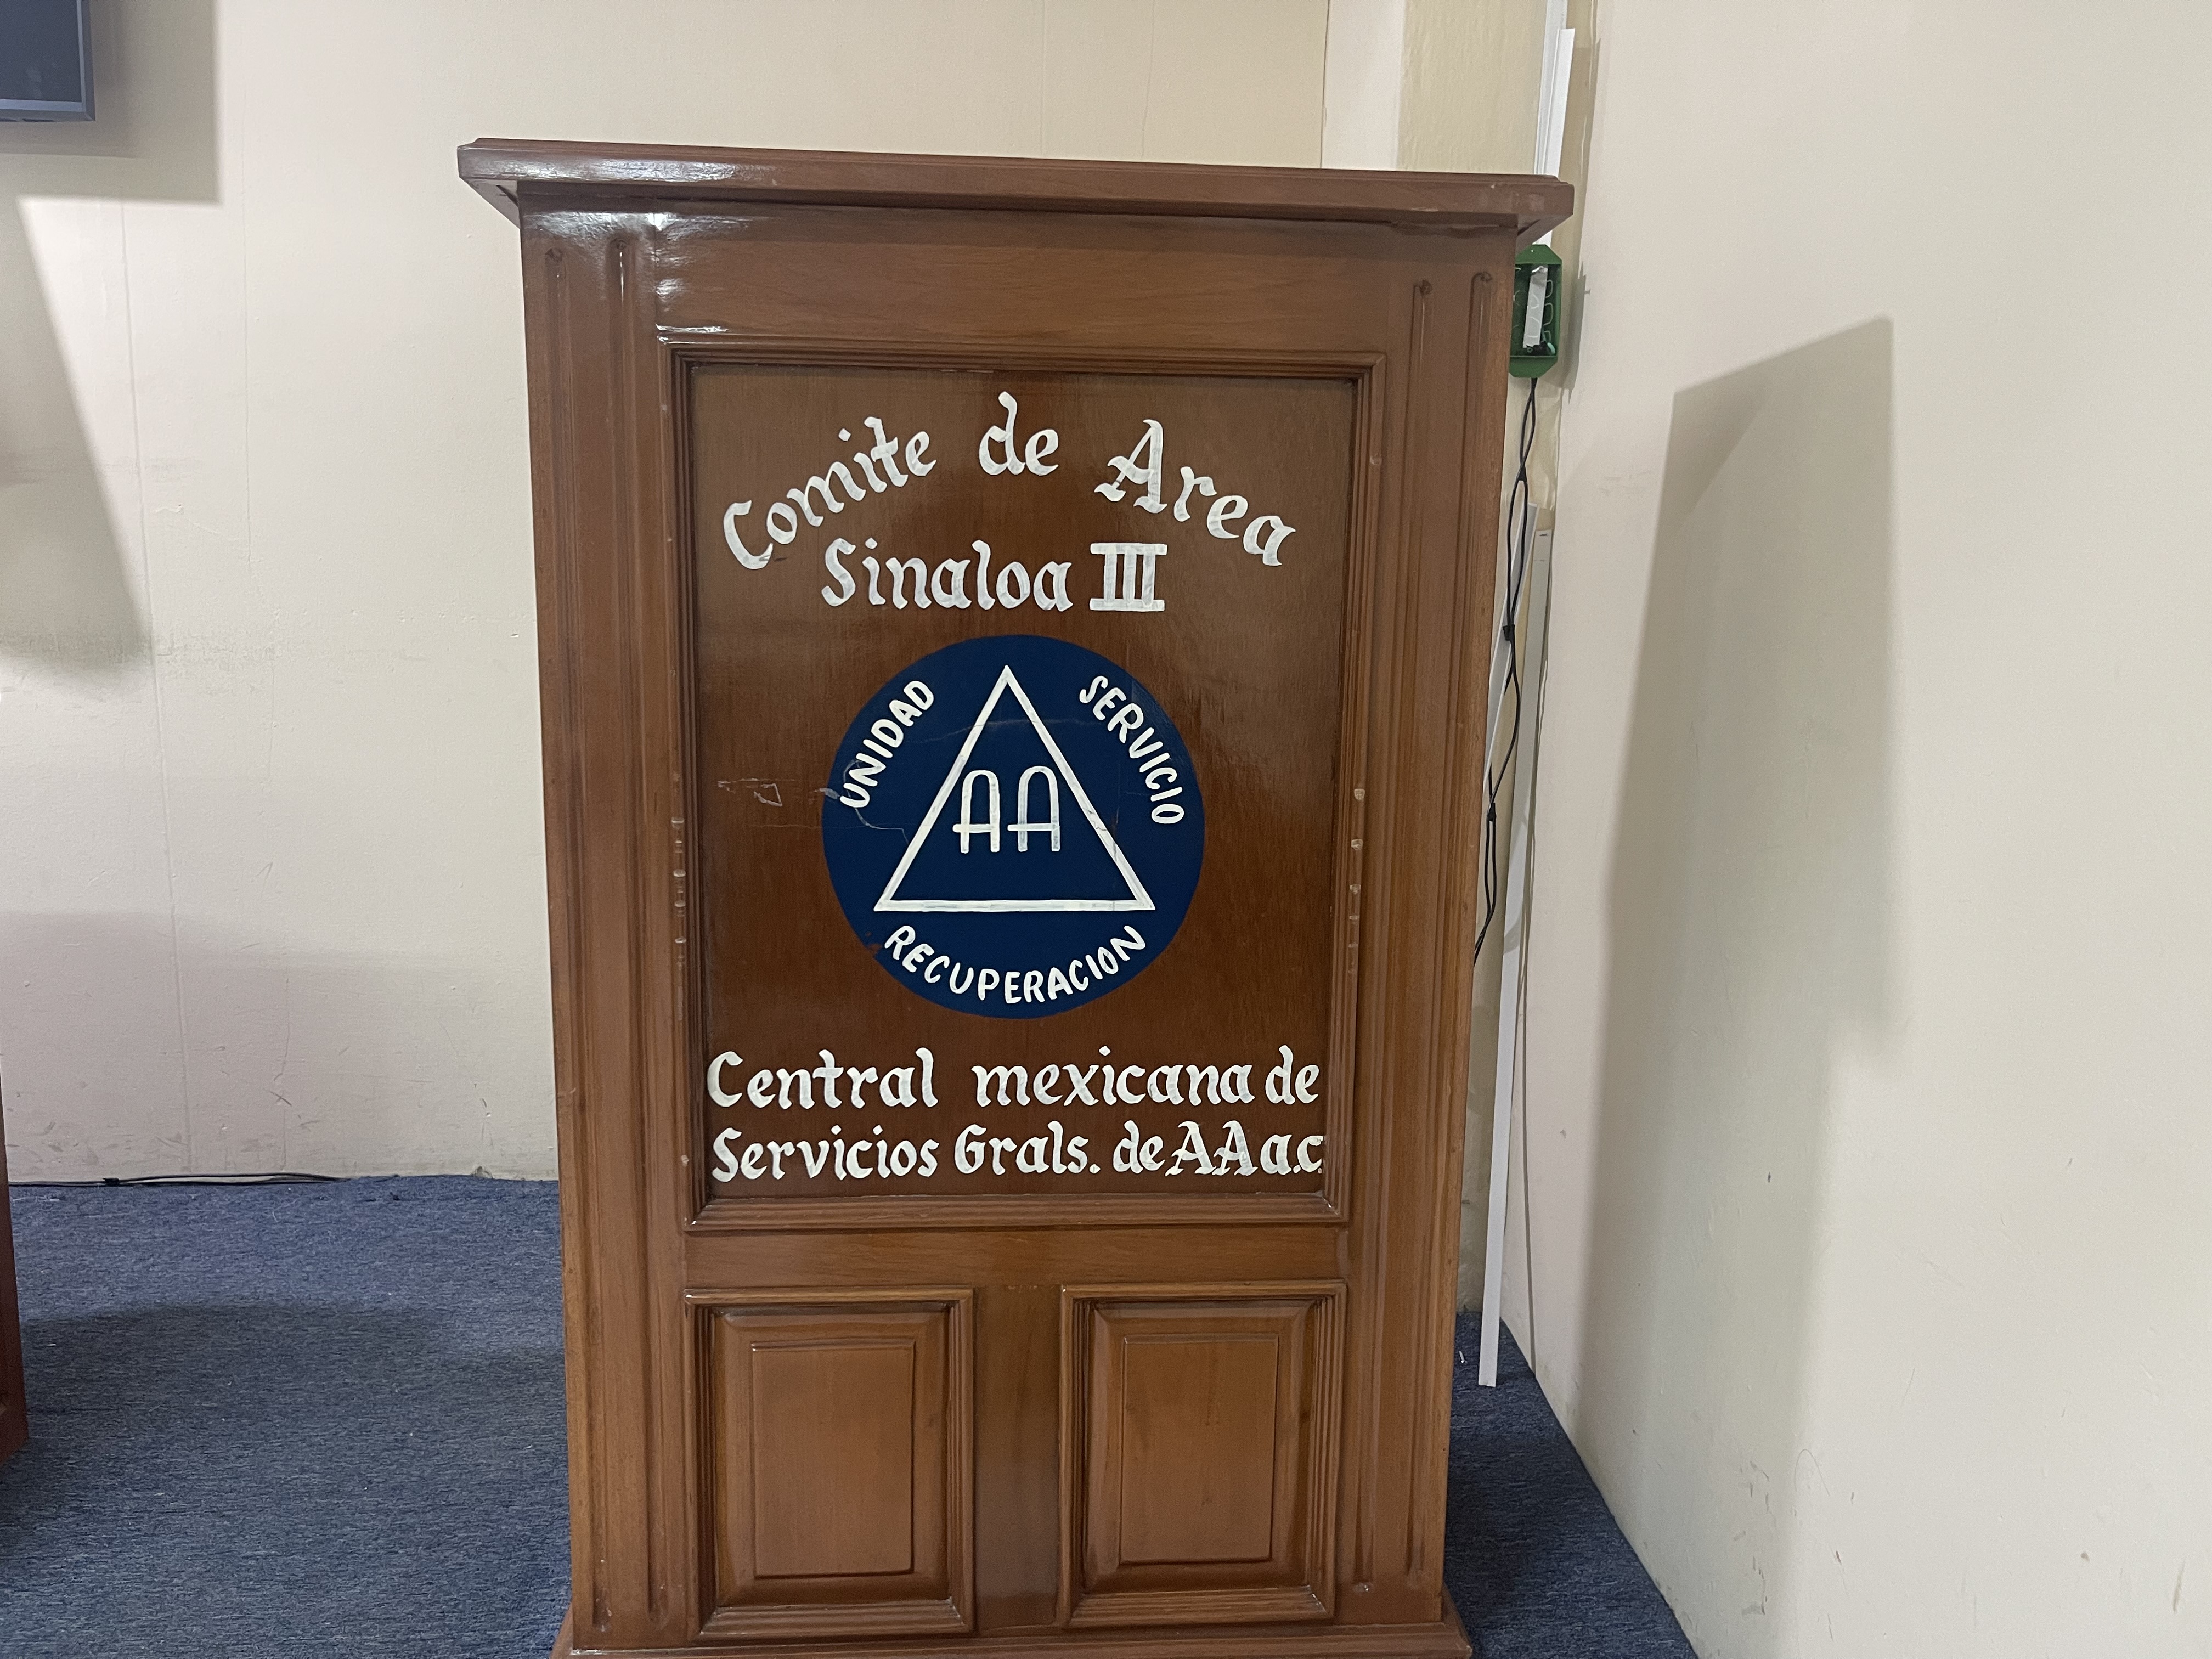 Comite de Area
Sinaloa III
UNIDAD
SERVICIO
AA
RECUPERACION
Central mexicana de
Servicios Grals. de AA a.c.